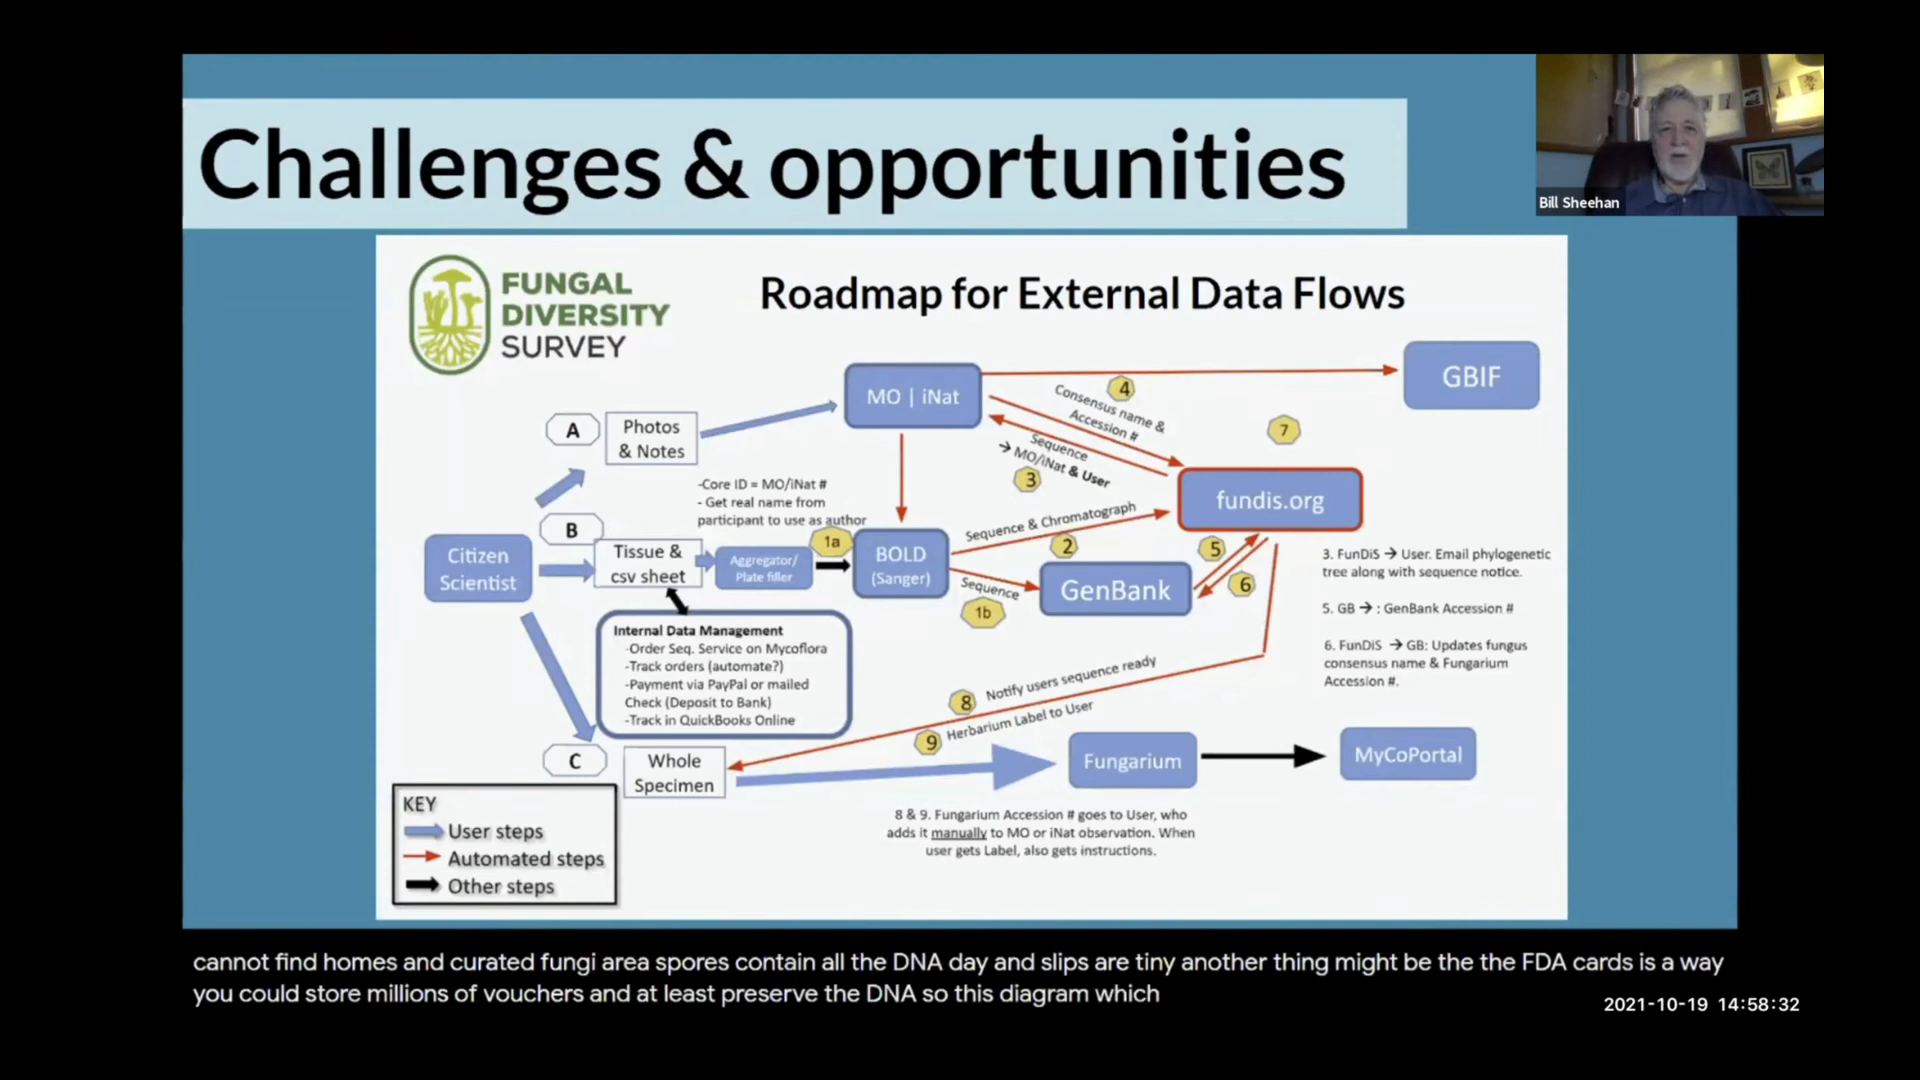 Challenges & opportunities
Bill Sheehan
FUNGAL
DIVERSITY
SURVEY
Roadmap for External Data Flows
MO | iNat
GBIF
4
Consensus name &
Accession #
7
A
Photos
& Notes
Sequence
→ MO/iNat & User
3
-Core ID = MO/iNat #
- Get real name from
participant to use as author
fundis.org
B
1a
Sequence & Chromatograph
2
Citizen
Scientist
Tissue &
csv sheet
Aggregator/
Plate filler
BOLD
(Sanger)
5
6
GenBank
Sequence
1b
3. FunDiS → User. Email phylogenetic
tree along with sequence notice.
5. GB → : GenBank Accession #
6. FunDiS → GB: Updates fungus
consensus name & Fungarium
Accession #.
Internal Data Management
-Order Seq. Service on Mycoflora
-Track orders (automate?)
-Payment via PayPal or mailed
Check (Deposit to Bank)
-Track in QuickBooks Online
8
Notify users sequence ready
9
Herbarium Label to User
C
Whole
Specimen
Fungarium
MyCoPortal
8 & 9. Fungarium Accession # goes to User, who
adds it manually to MO or iNat observation. When
user gets Label, also gets instructions.
KEY
User steps
Automated steps
Other steps
cannot find homes and curated fungi area spores contain all the DNA day and slips are tiny another thing might be the the FDA cards is a way
you could store millions of vouchers and at least preserve the DNA so this diagram which
2021-10-19 14:58:32